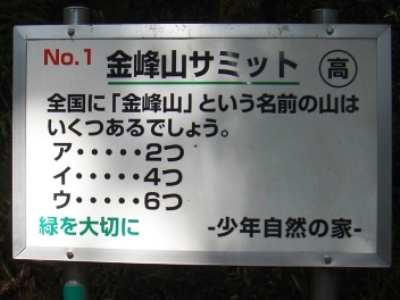 No.1 金峰山サミット 高
全国に「金峰山」という名前の山は
いくつあるでしょう。
ア・・・・・2つ
イ・・・・・4つ
ウ・・・・・6つ
緑を大切に -少年自然の家-